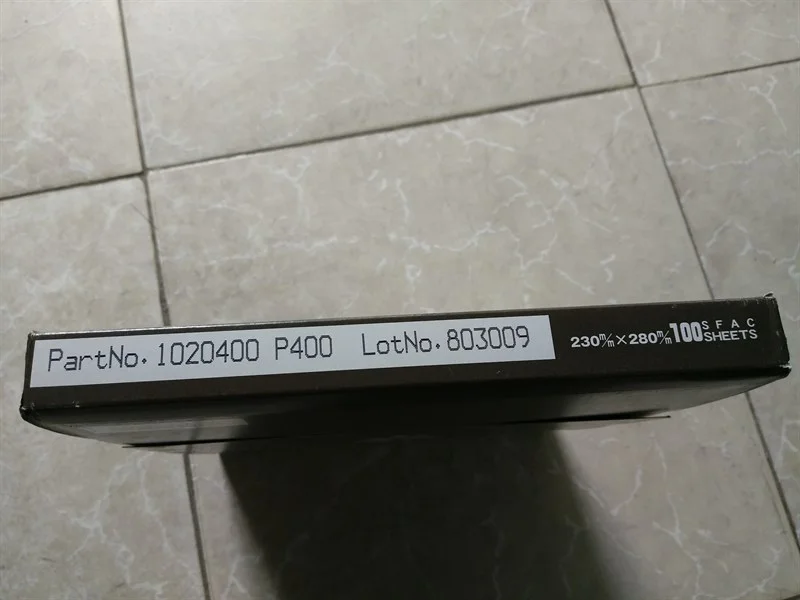 PartNo. 1020400 P400 LotNo. 803009
230m/m×280m/m 100 SFAC SHEETS